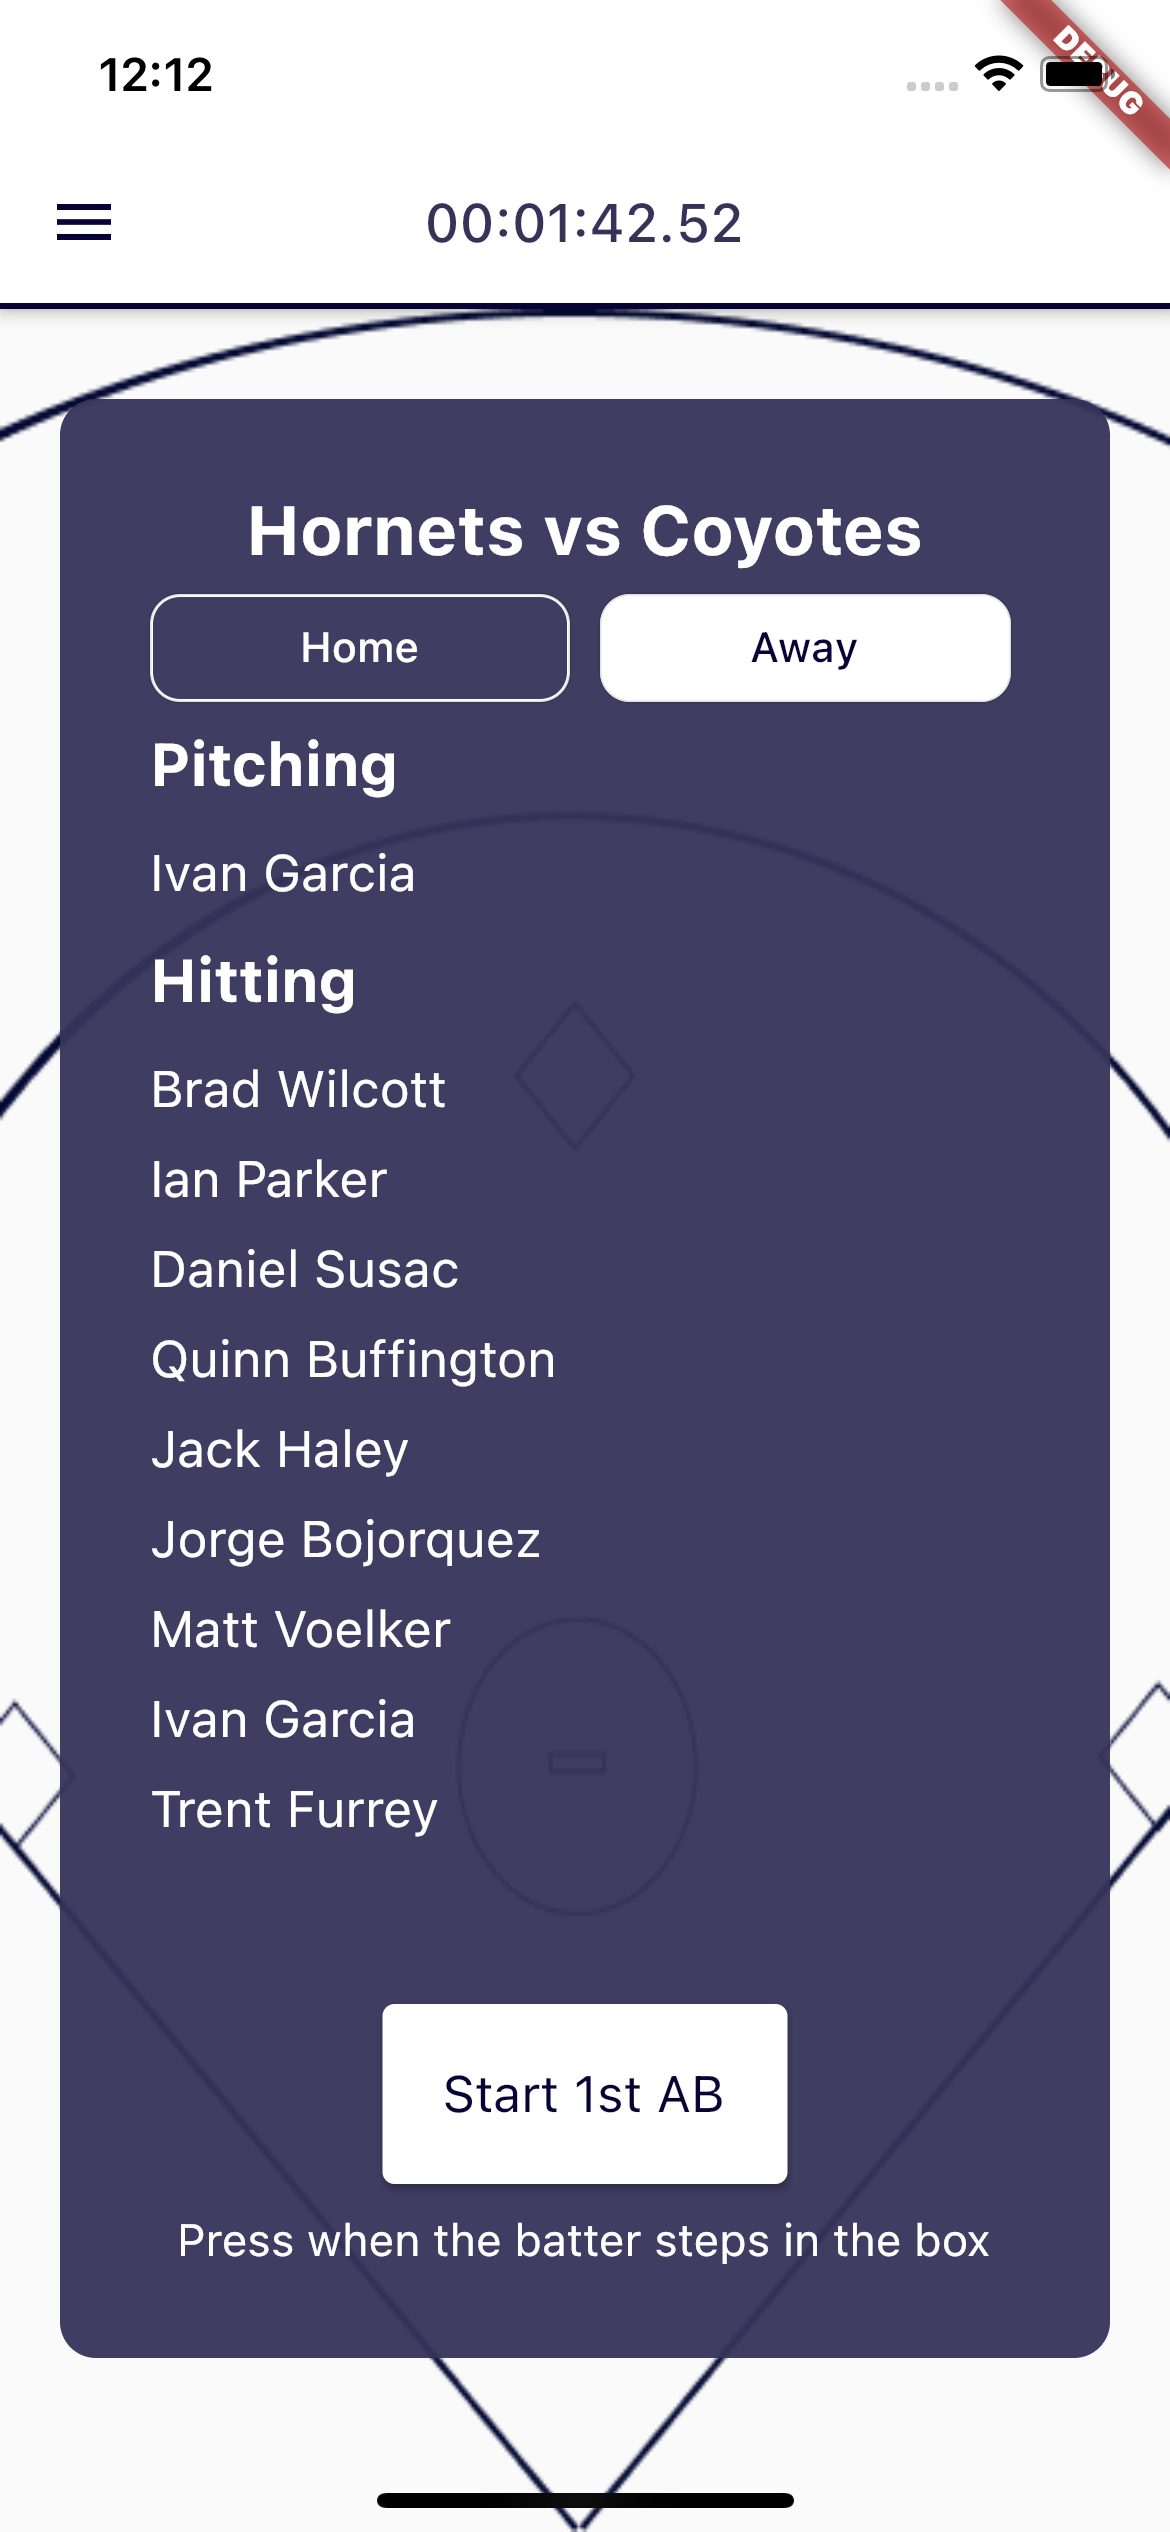 12:12
DEBUG
00:01:42.52
Hornets vs Coyotes
Home
Away
Pitching
Ivan Garcia
Hitting
Brad Wilcott
Ian Parker
Daniel Susac
Quinn Buffington
Jack Haley
Jorge Bojorquez
Matt Voelker
Ivan Garcia
Trent Furrey
Start 1st AB
Press when the batter steps in the box